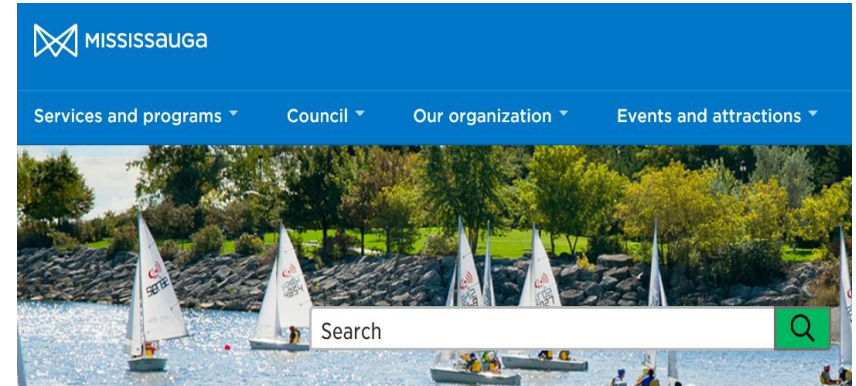 Mississauga
Services and programs
Council
Our organization
Events and attractions
Search